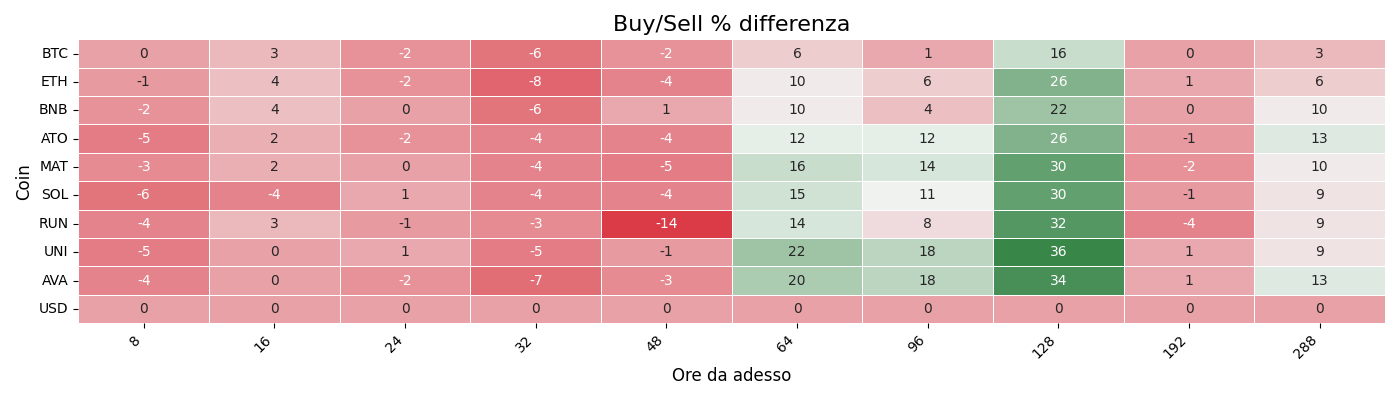 Buy/Sell % differenza
Coin
BTC 0 3 -2 -6 -2 6 1 16 0 3
ETH -1 4 -2 -8 -4 10 6 26 1 6
BNB -2 4 0 -6 1 10 4 22 0 10
ATO -5 2 -2 -4 -4 12 12 26 -1 13
MAT -3 2 0 -4 -5 16 14 30 -2 10
SOL -6 -4 1 -4 -4 15 11 30 -1 9
RUN -4 3 -1 -3 -14 14 8 32 -4 9
UNI -5 0 1 -5 -1 22 18 36 1 9
AVA -4 0 -2 -7 -3 20 18 34 1 13
USD 0 0 0 0 0 0 0 0 0 0
8 16 24 32 48 64 96 128 192 288
Ore da adesso